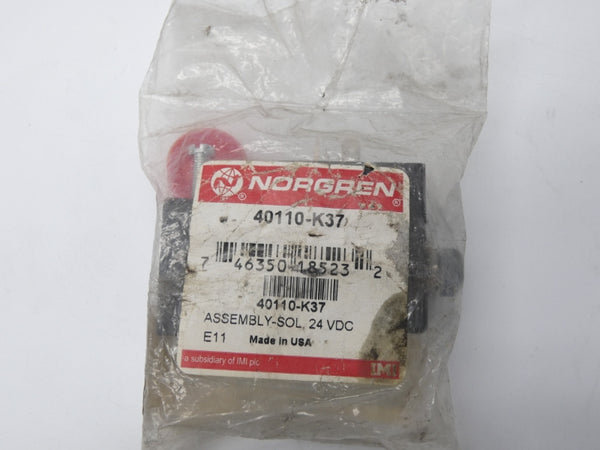 NORGREN
40110-K37
7 46350-18523 2
40110-K37
ASSEMBLY-SOL, 24 VDC
E11 Made in USA
a subsidiary of IMI plc
IMI